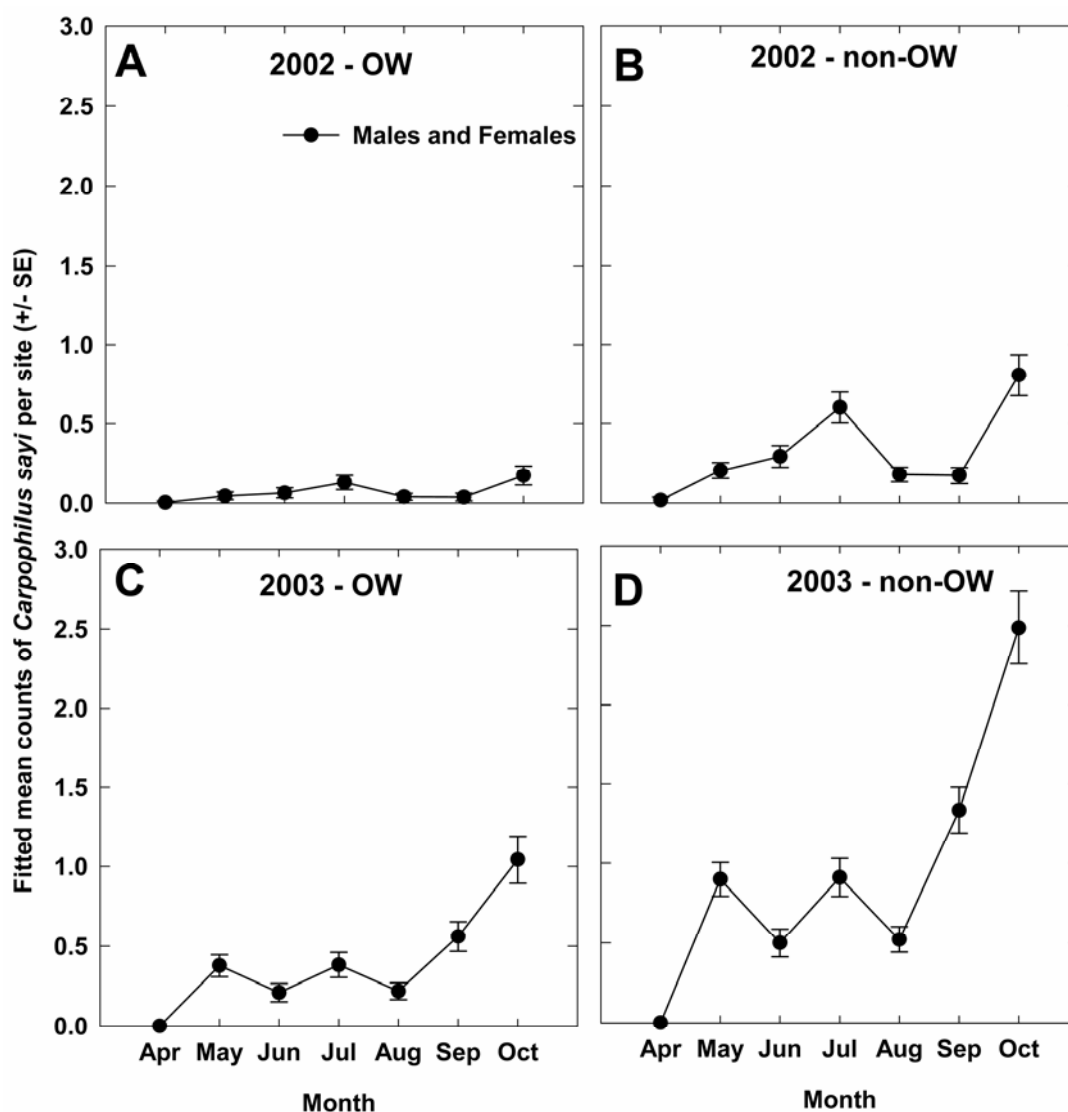 Fitted mean counts of Carpophilus sayi per site (+/- SE)
A
2002 - OW
Males and Females
3.0
2.5
2.0
1.5
1.0
0.5
0.0
B
2002 - non-OW
C
2003 - OW
3.0
2.5
2.0
1.5
1.0
0.5
0.0
Apr May Jun Jul Aug Sep Oct
Month
D
2003 - non-OW
Apr May Jun Jul Aug Sep Oct
Month